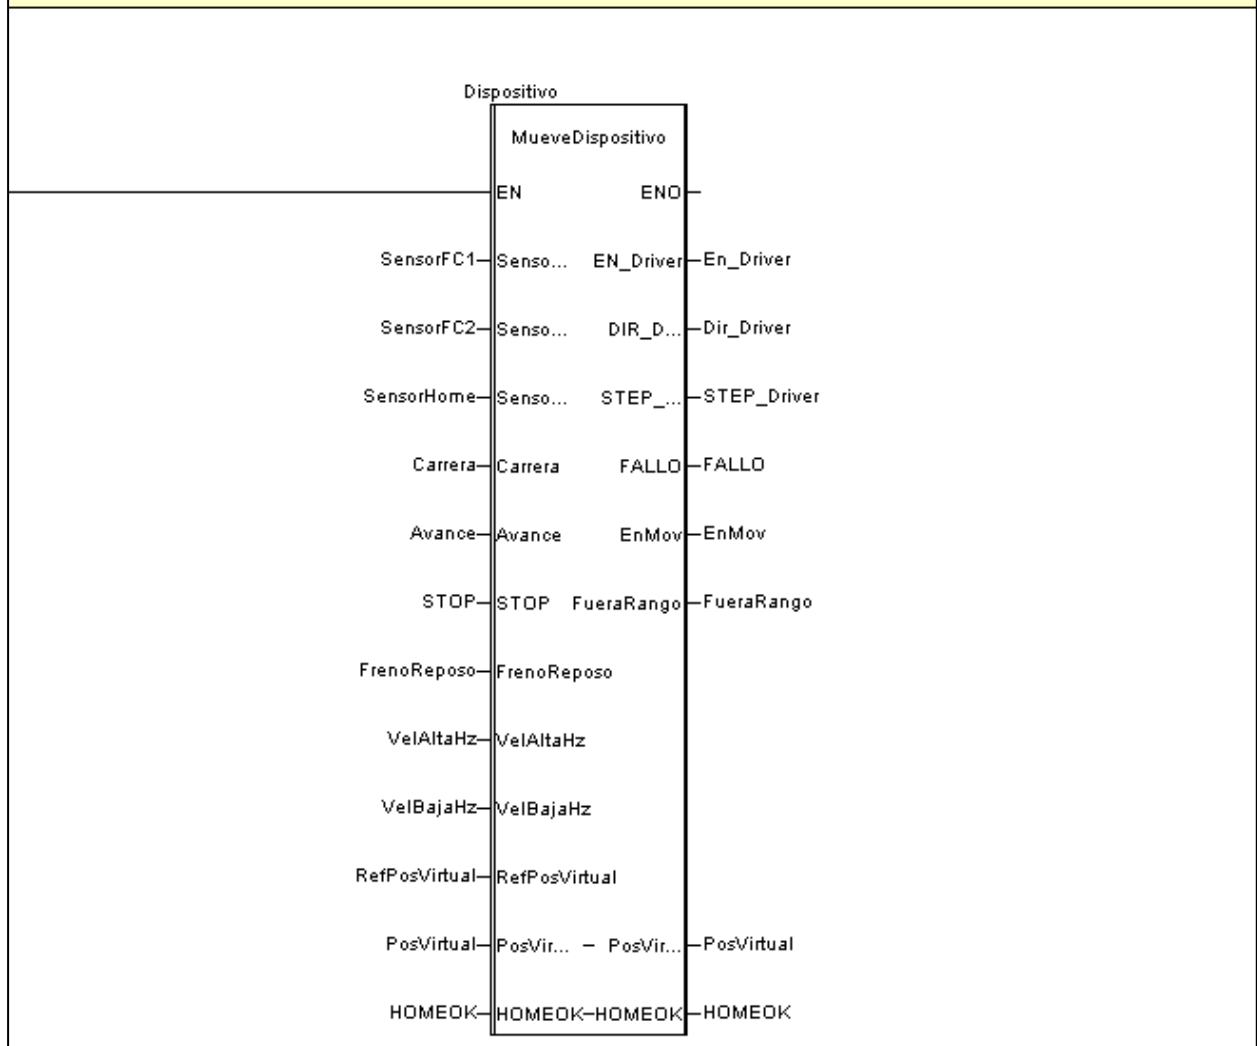 Dispositivo
MueveDispositivo
EN ENO
SensorFC1 Senso... EN_Driver En_Driver
SensorFC2 Senso... DIR_D... Dir_Driver
SensorHome Senso... STEP_... STEP_Driver
Carrera Carrera FALLO FALLO
Avance Avance EnMov EnMov
STOP STOP FueraRango FueraRango
FrenoReposo FrenoReposo
VelAltaHz VelAltaHz
VelBajaHz VelBajaHz
RefPosVirtual RefPosVirtual
PosVirtual PosVir... – PosVir... PosVirtual
HOMEOK HOMEOK–HOMEOK HOMEOK